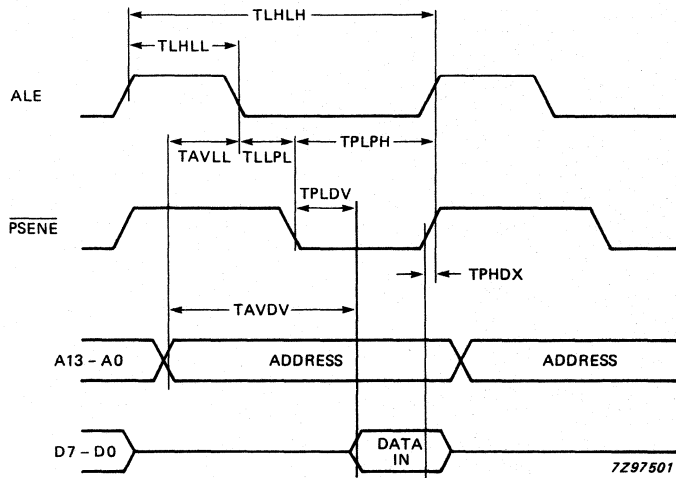 TLHLH
TLHLL
ALE
TAVLL TLLPL TPLPH
TPLDV
PSENE
TPHDX
TAVDV
A13 – A0 ADDRESS ADDRESS
D7 – D0 DATA IN
7Z97501